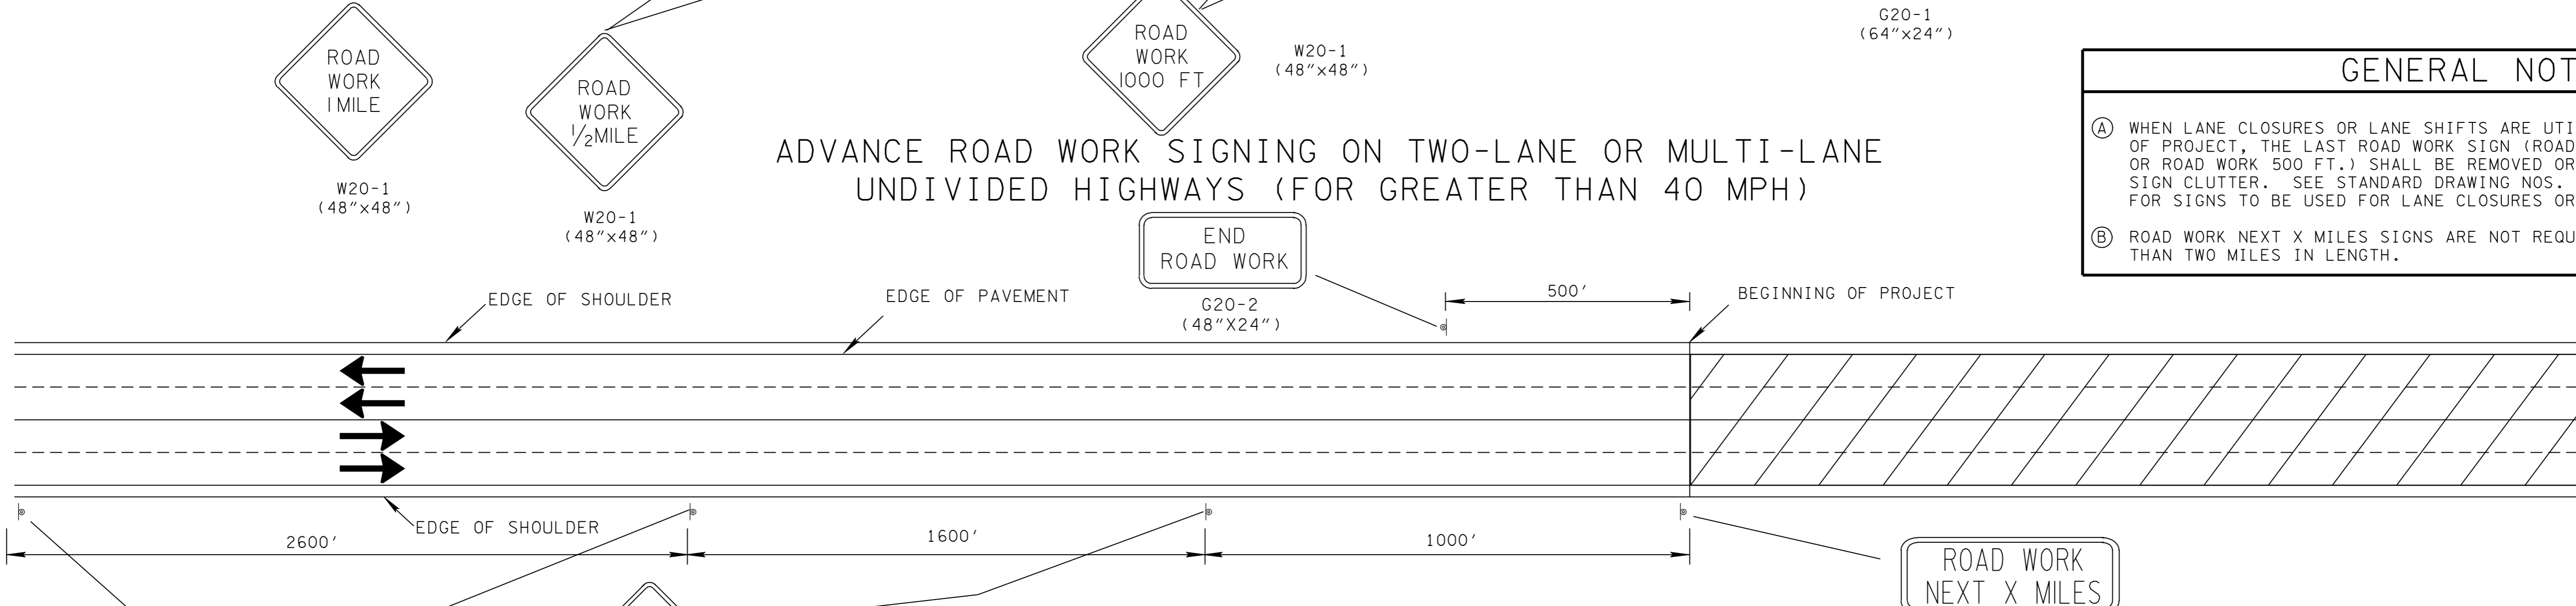 G20-1
(64"x24")
ROAD
WORK
1 MILE
W20-1
(48"x48")
ROAD
WORK
1/2 MILE
W20-1
(48"x48")
ROAD
WORK
1000 FT
W20-1
(48"x48")
GENERAL NOT
Ⓐ WHEN LANE CLOSURES OR LANE SHIFTS ARE UTI
OF PROJECT, THE LAST ROAD WORK SIGN (ROAD
OR ROAD WORK 500 FT.) SHALL BE REMOVED OR
SIGN CLUTTER. SEE STANDARD DRAWING NOS.
FOR SIGNS TO BE USED FOR LANE CLOSURES OR
Ⓑ ROAD WORK NEXT X MILES SIGNS ARE NOT REQU
THAN TWO MILES IN LENGTH.
ADVANCE ROAD WORK SIGNING ON TWO-LANE OR MULTI-LANE
UNDIVIDED HIGHWAYS (FOR GREATER THAN 40 MPH)
END
ROAD WORK
G20-2
(48"X24")
EDGE OF SHOULDER
EDGE OF PAVEMENT
500'
BEGINNING OF PROJECT
EDGE OF SHOULDER
2600'
1600'
1000'
ROAD WORK
NEXT X MILES